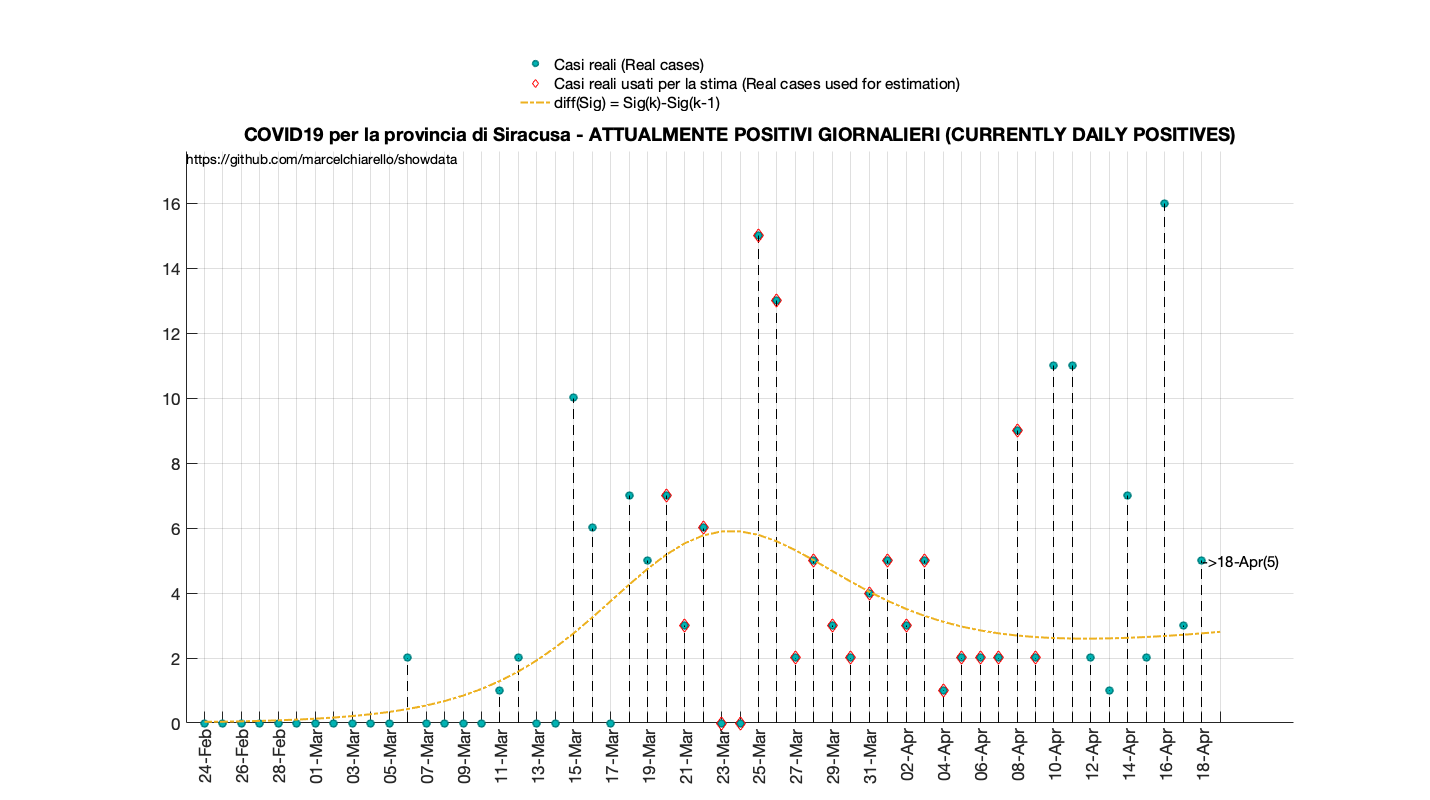 Casi reali (Real cases)
Casi reali usati per la stima (Real cases used for estimation)
diff(Sig) = Sig(k)-Sig(k-1)
COVID19 per la provincia di Siracusa - ATTUALMENTE POSITIVI GIORNALIERI (CURRENTLY DAILY POSITIVES)
https://github.com/marcelchiarello/showdata
16
14
12
10
8
6
4
2
0
->18-Apr(5)
24-Feb
26-Feb
28-Feb
01-Mar
03-Mar
05-Mar
07-Mar
09-Mar
11-Mar
13-Mar
15-Mar
17-Mar
19-Mar
21-Mar
23-Mar
25-Mar
27-Mar
29-Mar
31-Mar
02-Apr
04-Apr
06-Apr
08-Apr
10-Apr
12-Apr
14-Apr
16-Apr
18-Apr